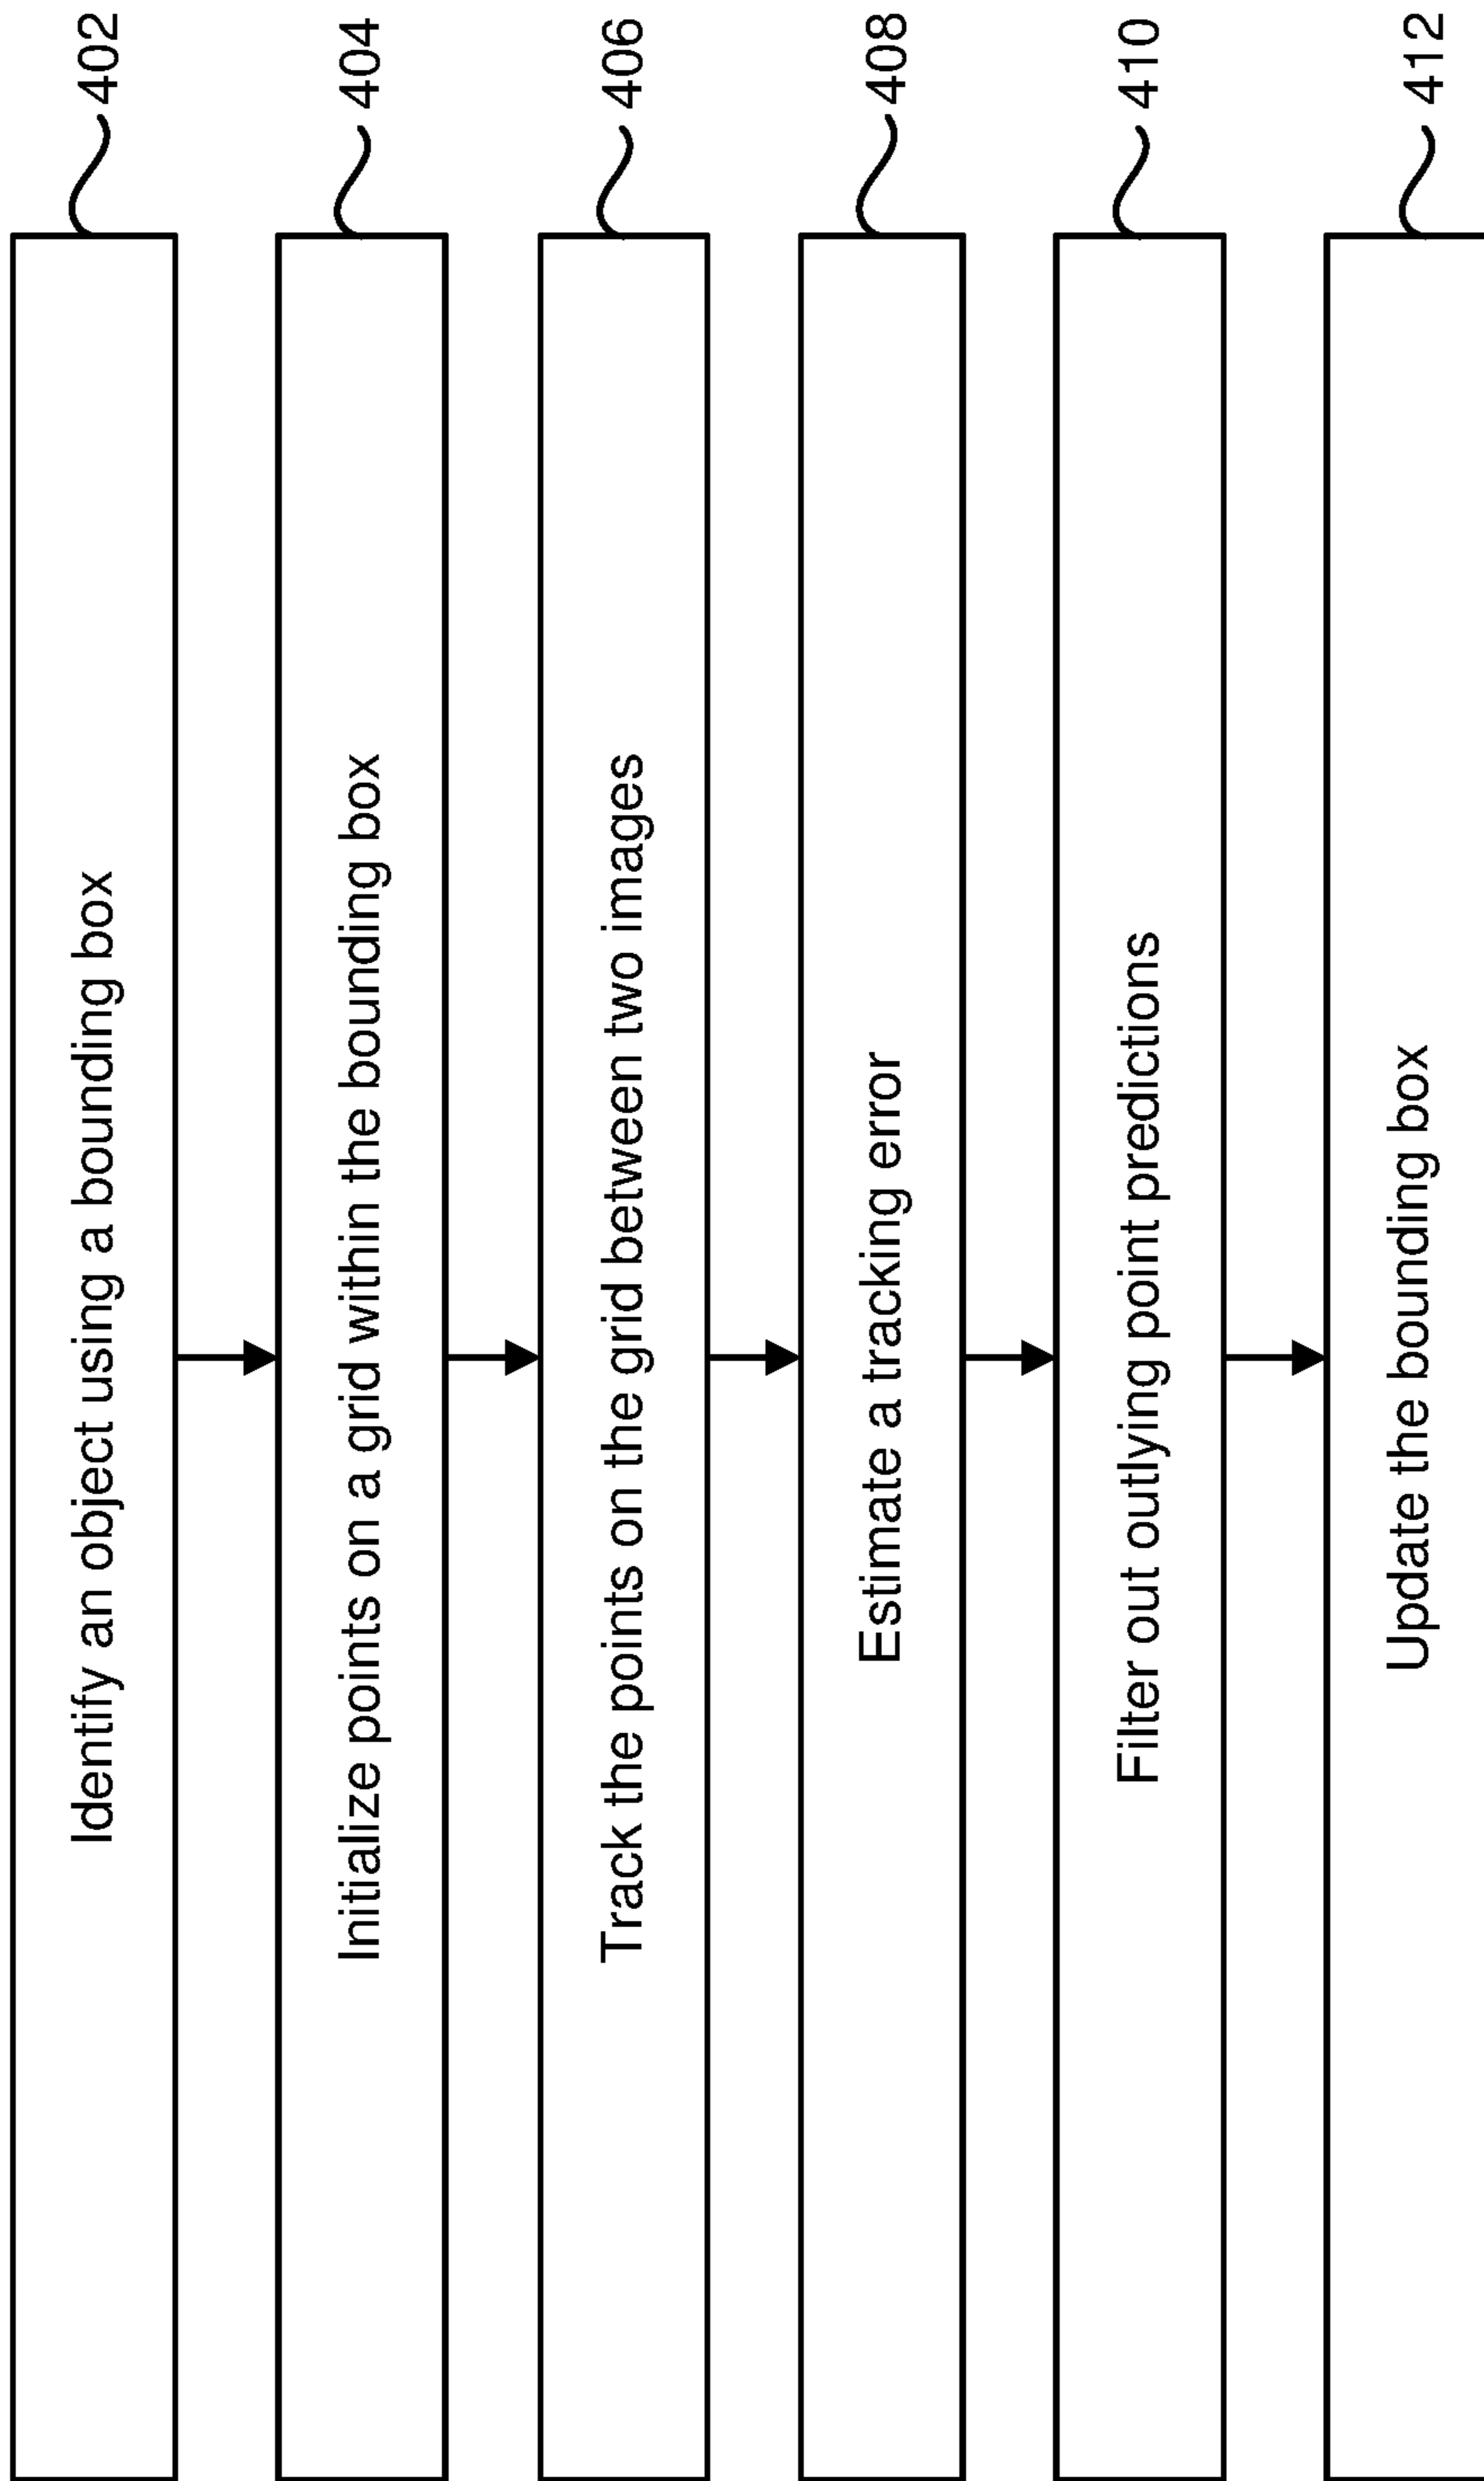 Identify an object using a bounding box
402
Initialize points on a grid within the bounding box
404
Track the points on the grid between two images
406
Estimate a tracking error
408
Filter out outlying point predictions
410
Update the bounding box
412